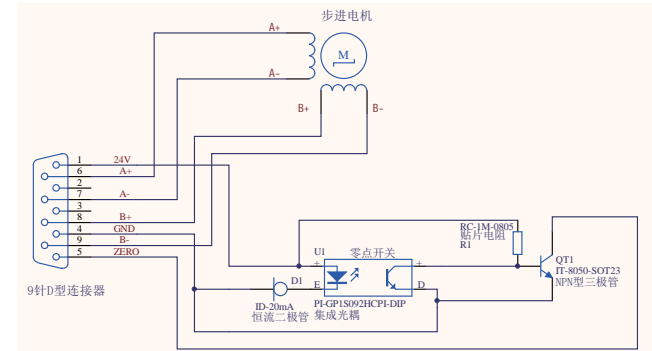 步进电机
A+
M
A-
B+
B-
1
24V
6
A+
2
7
A-
3
8
B+
4
GND
9
B-
5
ZERO
9针D型连接器
RC-1M-0805
贴片电阻
R1
U1
零点开关
+
+
D1
E
D
ID-20mA
恒流二极管
PI-GP1S092HCPI-DIP
集成光耦
QT1
IT-8050-SOT23
NPN型三极管